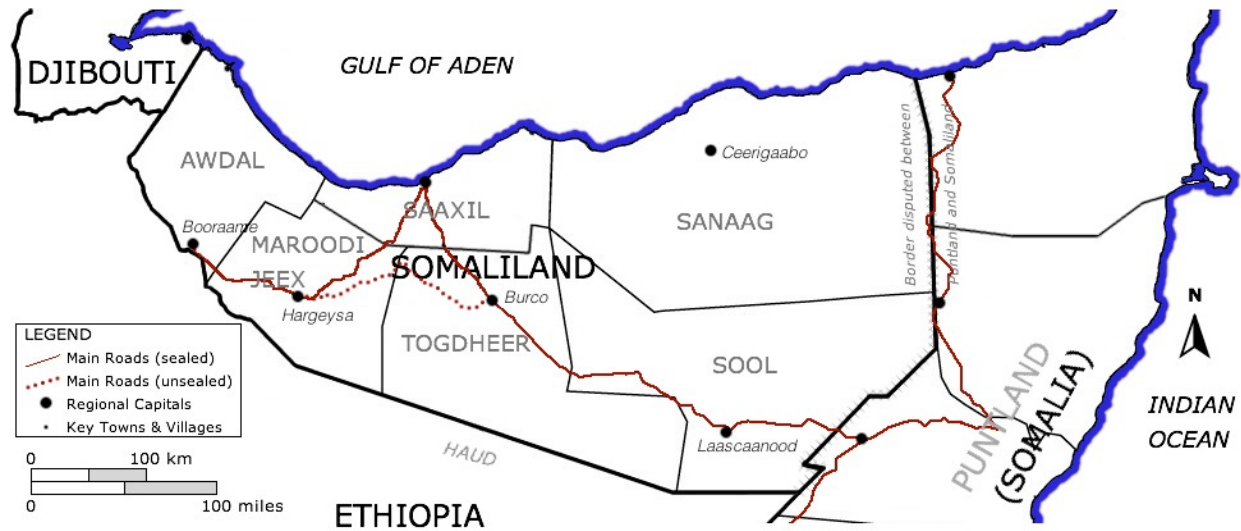 DJIBOUTI
GULF OF ADEN
AWDAL
Ceerigaabo
Border disputed between
Puntland and Somaliland
SAAXIL
SANAAG
Booraame
MAROODI
JEEX
SOMALILAND
Hargeysa
Burco
TOGDHEER
SOOL
N
LEGEND
Main Roads (sealed)
Main Roads (unsealed)
Regional Capitals
Key Towns & Villages
PUNTLAND
(SOMALIA)
INDIAN
OCEAN
Laascaanood
HAUD
0 100 km
0 100 miles
ETHIOPIA